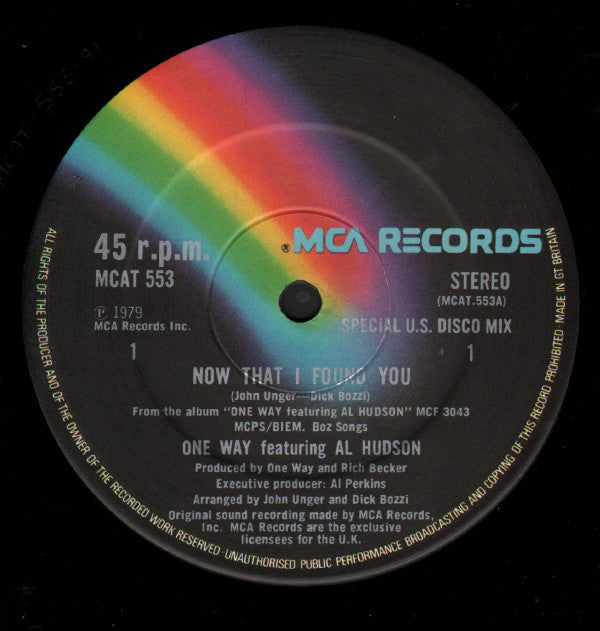 MCAT-553-A1
45 r.p.m.
MCAT 553
℗ 1979
MCA Records Inc.
1
® MCA RECORDS
STEREO
(MCAT.553A)
SPECIAL U.S. DISCO MIX
1
NOW THAT I FOUND YOU
(John Unger—Dick Bozzi)
From the album "ONE WAY featuring AL HUDSON" MCF 3043
MCPS/BIEM. Boz Songs
ONE WAY featuring AL HUDSON
Produced by One Way and Rich Becker
Executive producer: Al Perkins
Arranged by John Unger and Dick Bozzi
Original sound recording made by MCA Records,
Inc. MCA Records are the exclusive
licensees for the U.K.
ALL RIGHTS OF THE PRODUCER AND OF THE OWNER OF THE RECORDED WORK RESERVED. UNAUTHORISED PUBLIC PERFORMANCE BROADCASTING AND COPYING OF THIS RECORD PROHIBITED. MADE IN GT BRITAIN